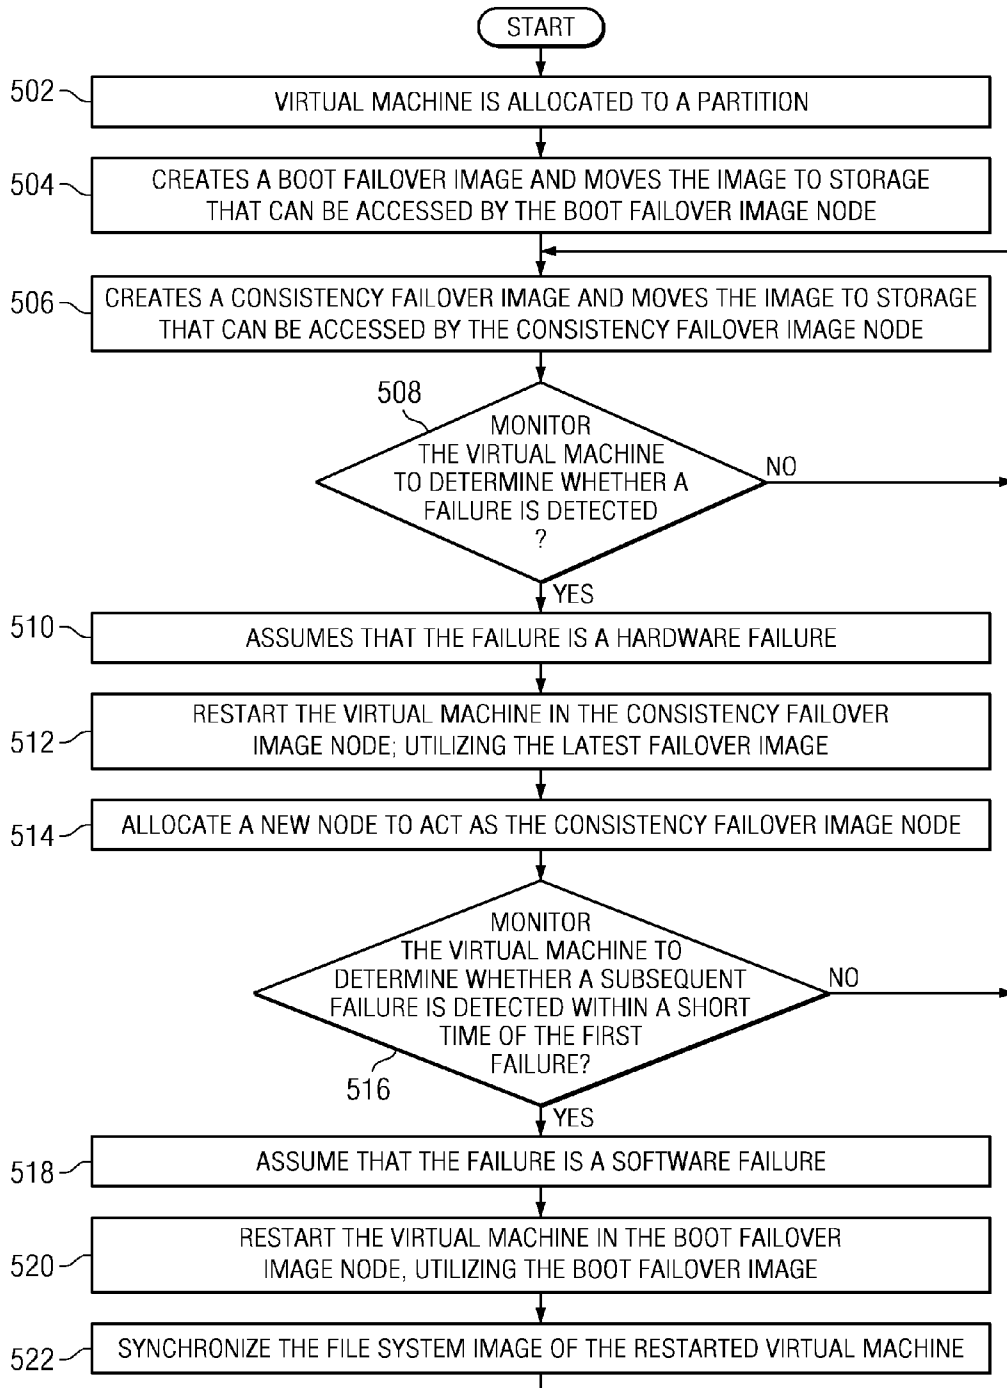 START
502
VIRTUAL MACHINE IS ALLOCATED TO A PARTITION
504
CREATES A BOOT FAILOVER IMAGE AND MOVES THE IMAGE TO STORAGE
THAT CAN BE ACCESSED BY THE BOOT FAILOVER IMAGE NODE
506
CREATES A CONSISTENCY FAILOVER IMAGE AND MOVES THE IMAGE TO STORAGE
THAT CAN BE ACCESSED BY THE CONSISTENCY FAILOVER IMAGE NODE
508
MONITOR
THE VIRTUAL MACHINE
TO DETERMINE WHETHER A
FAILURE IS DETECTED
?
NO
YES
510
ASSUMES THAT THE FAILURE IS A HARDWARE FAILURE
512
RESTART THE VIRTUAL MACHINE IN THE CONSISTENCY FAILOVER
IMAGE NODE; UTILIZING THE LATEST FAILOVER IMAGE
514
ALLOCATE A NEW NODE TO ACT AS THE CONSISTENCY FAILOVER IMAGE NODE
MONITOR
THE VIRTUAL MACHINE TO
DETERMINE WHETHER A SUBSEQUENT
FAILURE IS DETECTED WITHIN A SHORT
TIME OF THE FIRST
FAILURE?
NO
516
YES
518
ASSUME THAT THE FAILURE IS A SOFTWARE FAILURE
520
RESTART THE VIRTUAL MACHINE IN THE BOOT FAILOVER
IMAGE NODE, UTILIZING THE BOOT FAILOVER IMAGE
522
SYNCHRONIZE THE FILE SYSTEM IMAGE OF THE RESTARTED VIRTUAL MACHINE